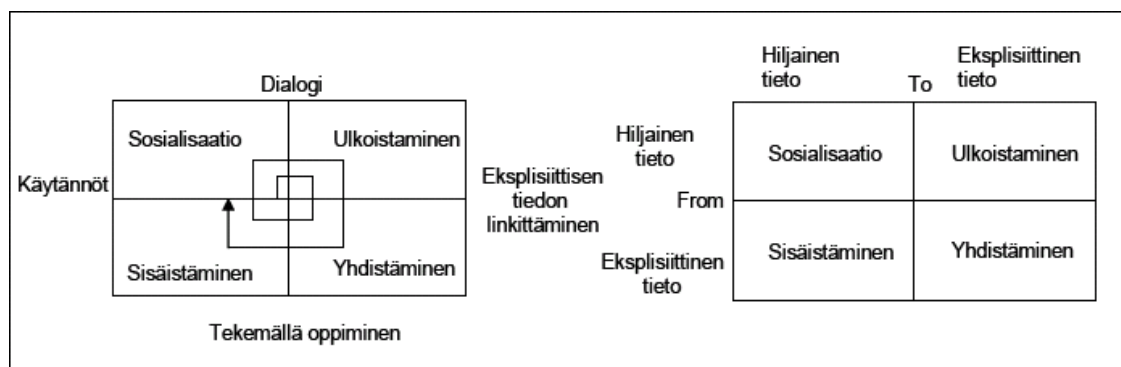 Dialogi
Sosialisaatio
Ulkoistaminen
Käytännöt
Eksplisiittisen
tiedon
linkittäminen
Sisäistäminen
Yhdistäminen
Tekemällä oppiminen
Hiljainen
tieto
To
Eksplisiittinen
tieto
Hiljainen
tieto
From
Eksplisiittinen
tieto
Sosialisaatio
Ulkoistaminen
Sisäistäminen
Yhdistäminen